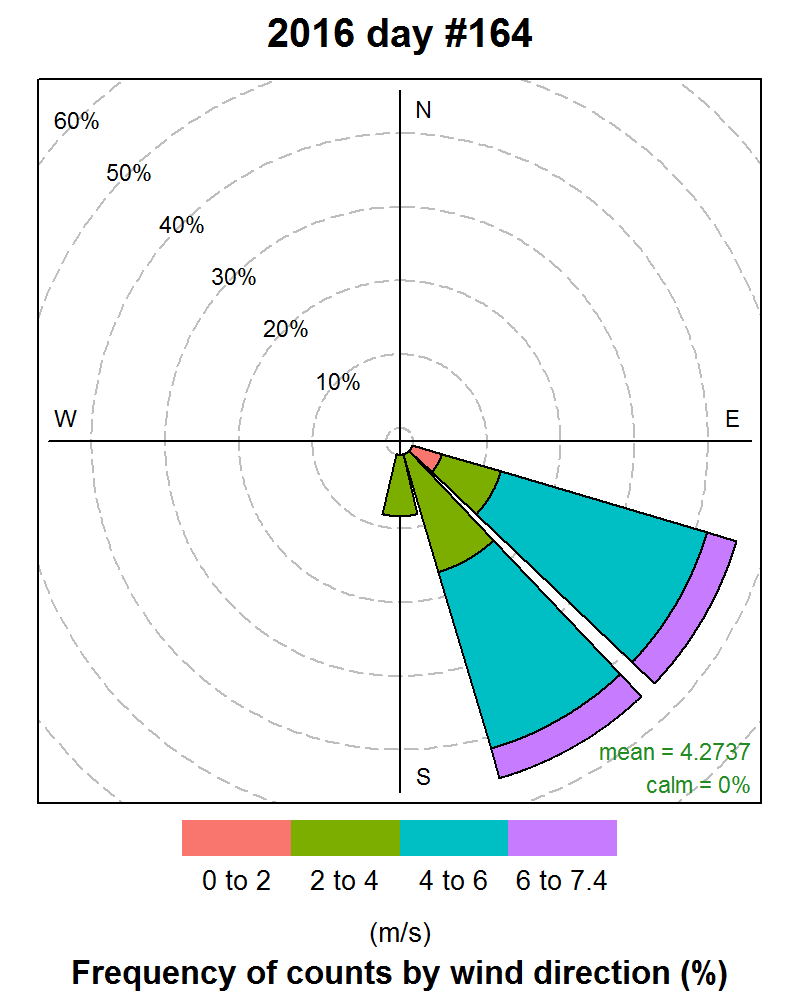 2016 day #164
N
60%
50%
40%
30%
20%
10%
W
E
S
mean = 4.2737
calm = 0%
0 to 2 2 to 4 4 to 6 6 to 7.4
(m/s)
Frequency of counts by wind direction (%)